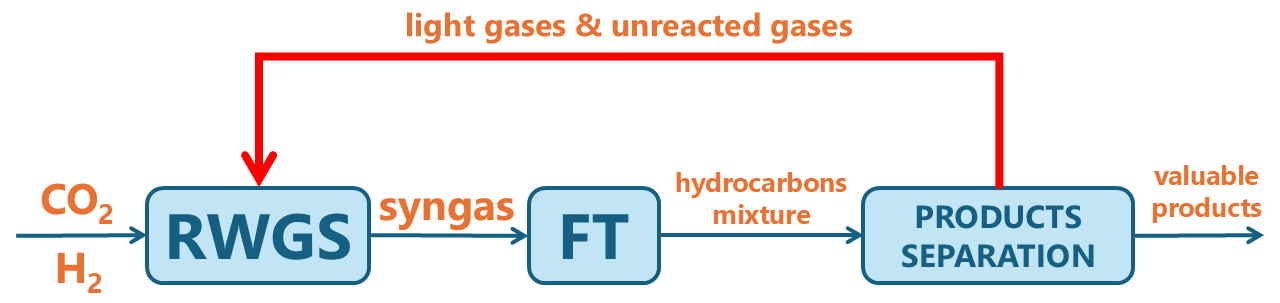 light gases & unreacted gases
CO₂
H₂
RWGS
syngas
FT
hydrocarbons
mixture
PRODUCTS
SEPARATION
valuable
products